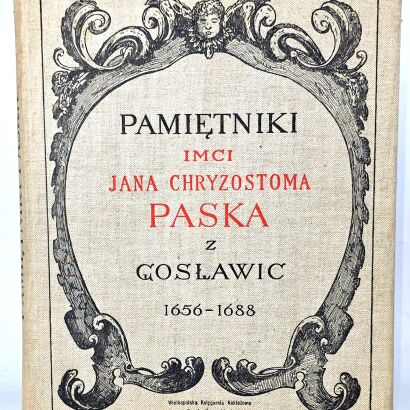 PAMIĘTNIKI
IMCI
JANA CHRYZOSTOMA
PASKA
Z
GOSŁAWIC
1656-1688
Wielkopolska Księgarnia Nakładowa